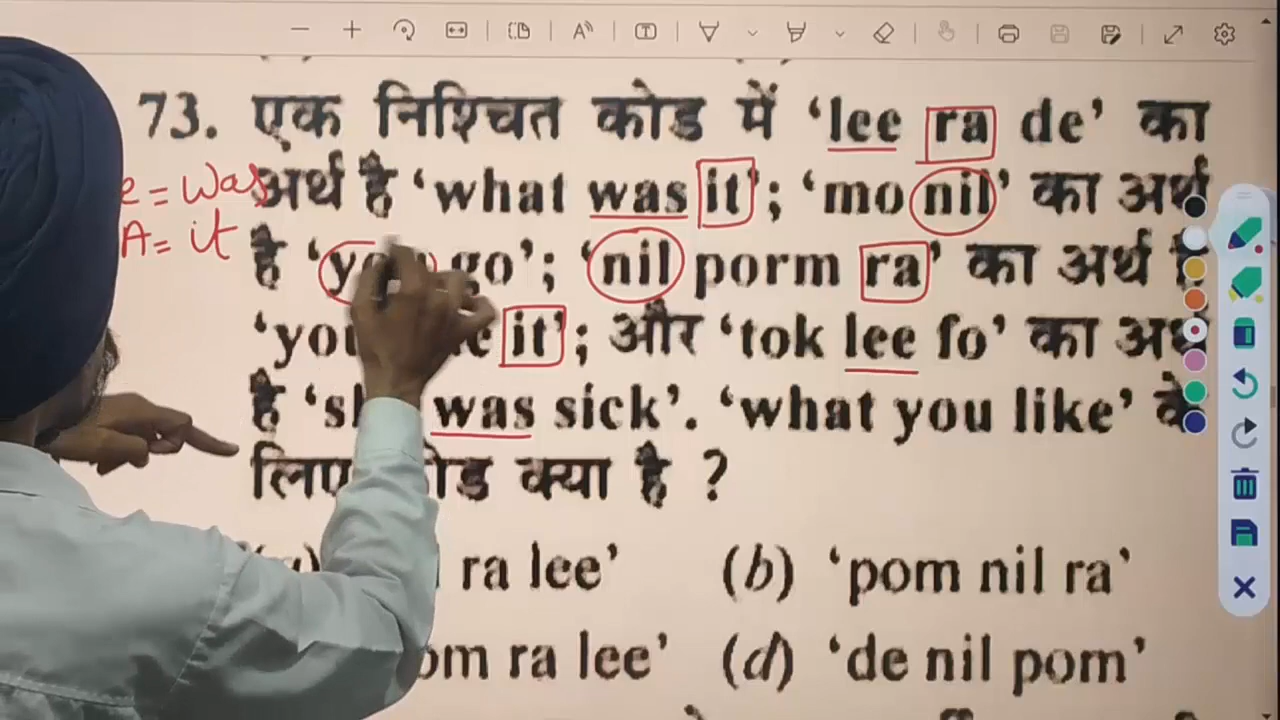 73. एक निश्चित कोड में ‘lee ra de’ का
= was अर्थ है ‘what was it’; ‘mo nil’ का अर्थ
A = it है go’; ‘nil porm ra’ का अर्थ
it’; और ‘tok lee fo’ का अर्थ
है was sick’. ‘what you like’ के
लिए क्या है ?
ra lee’ (b) ‘pom nil ra’
ra lee’ (d) ‘de nil pom’